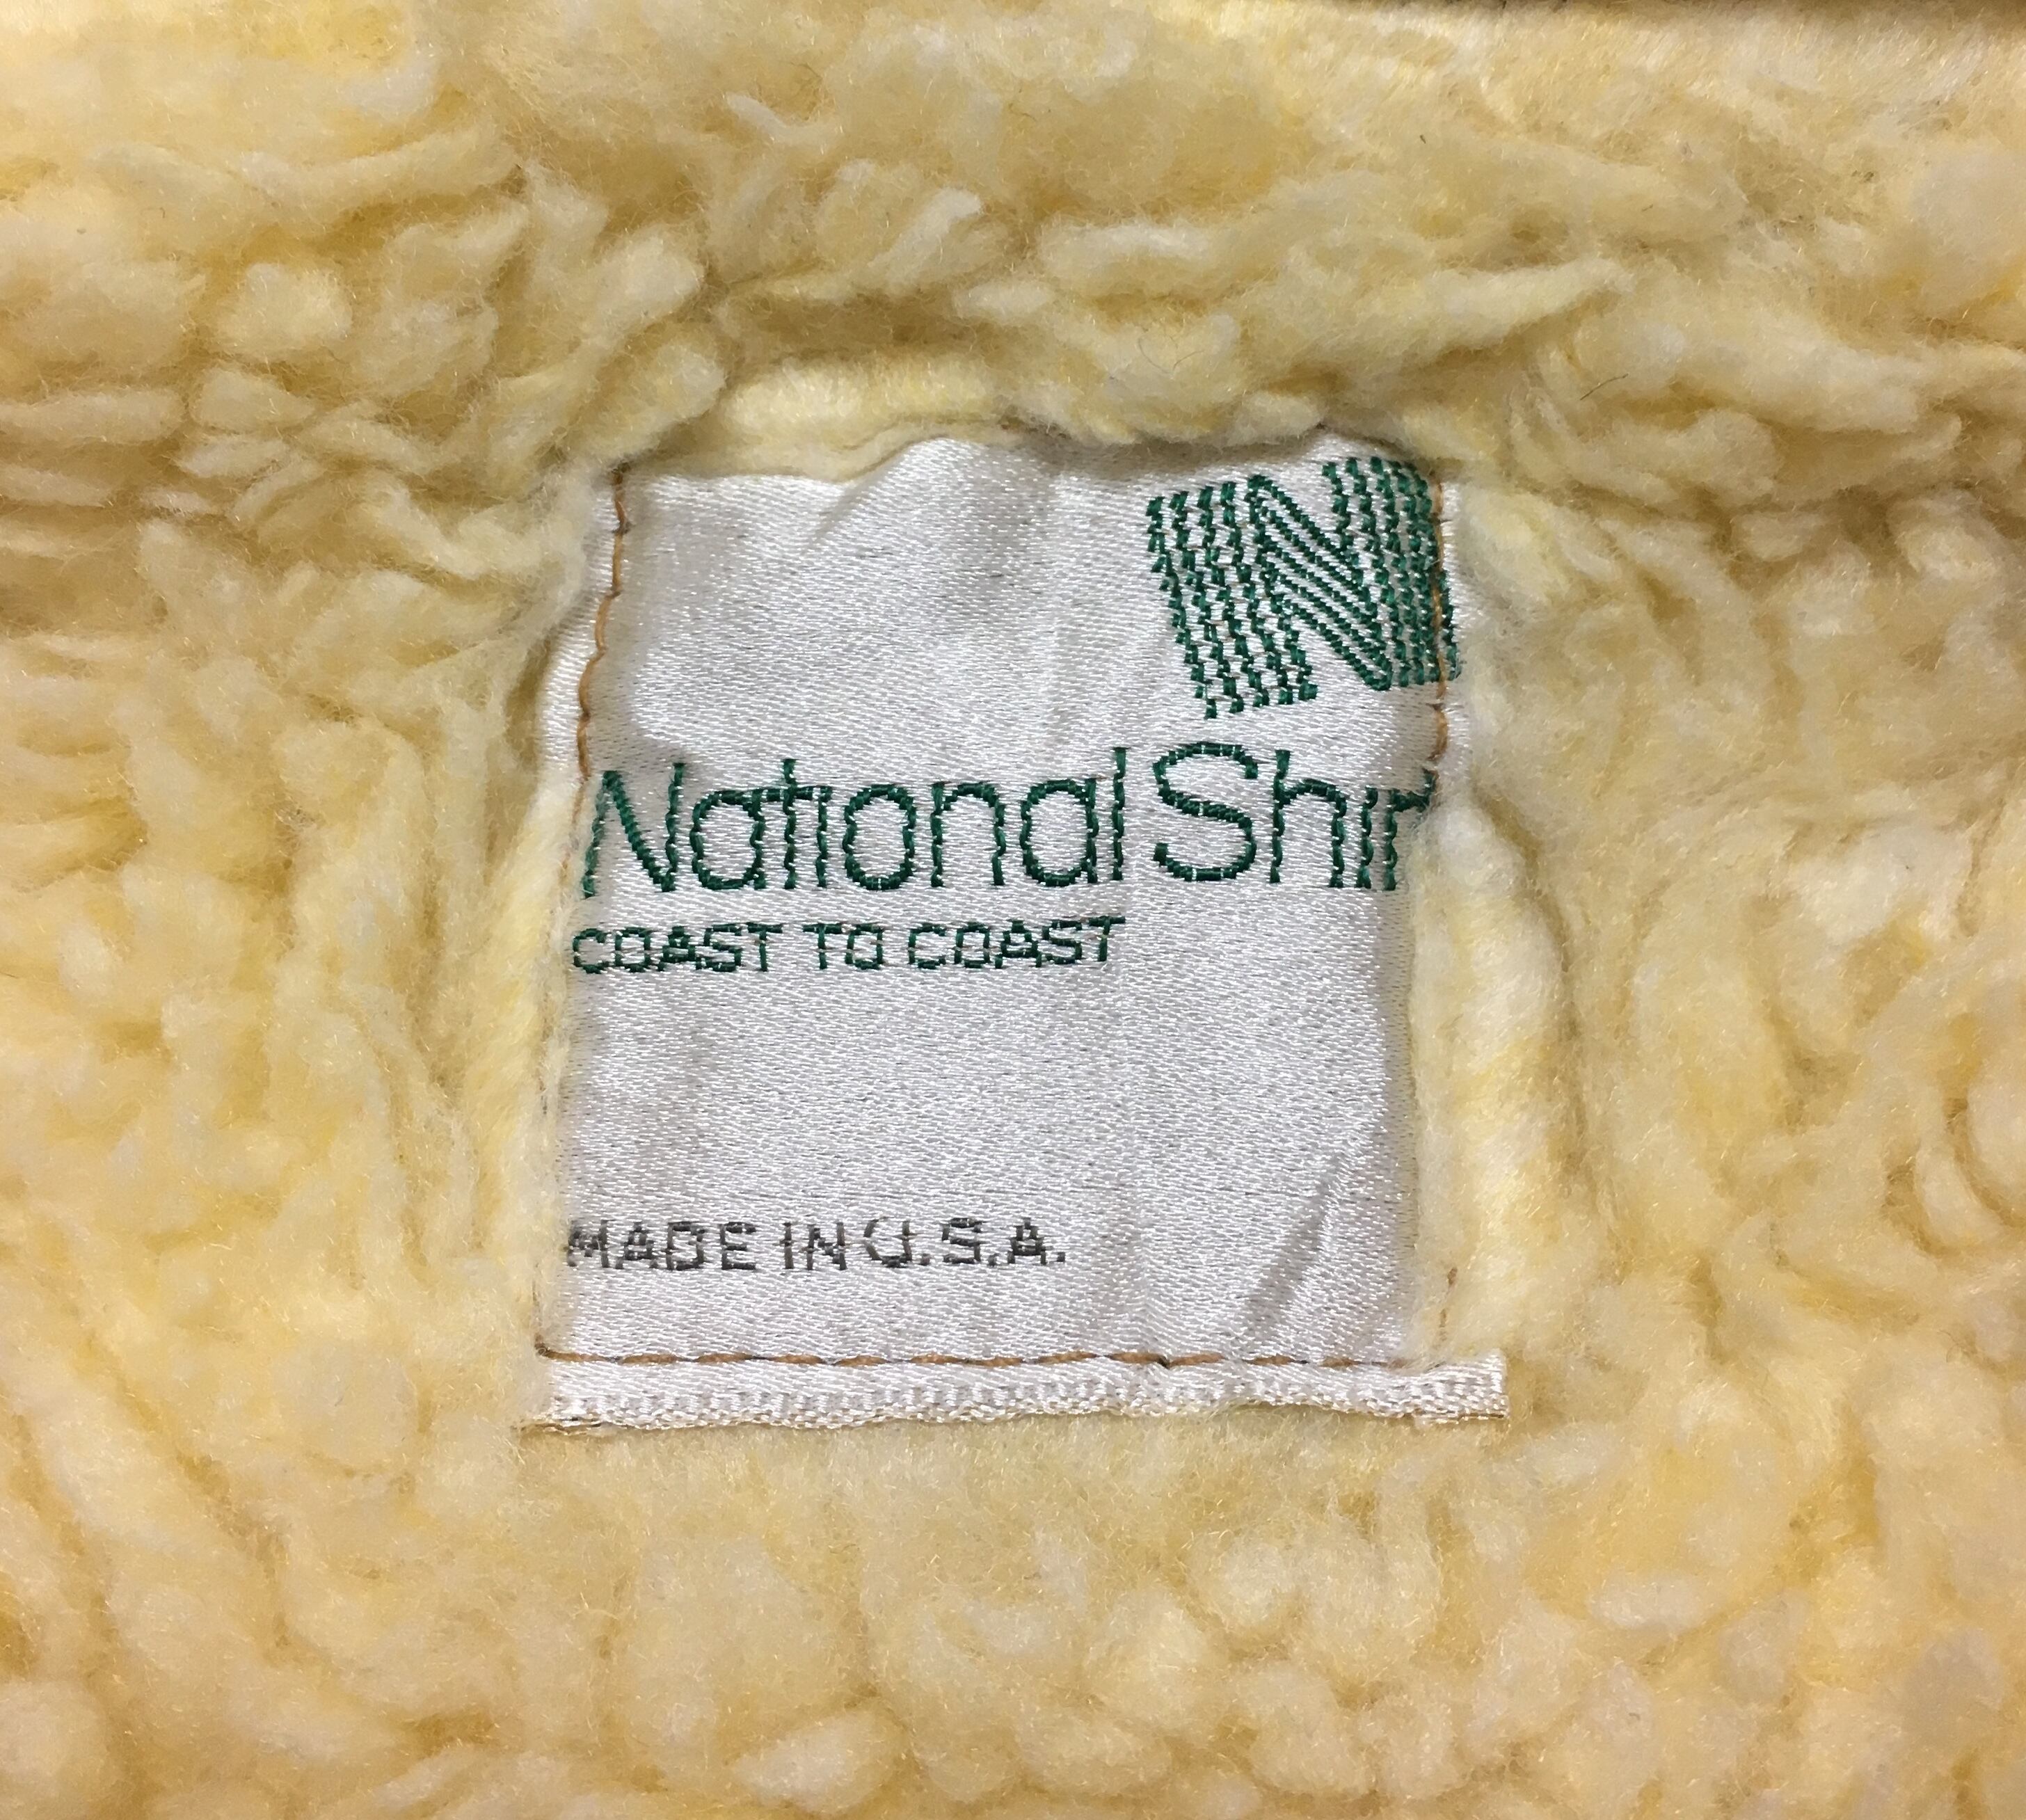 N
National Shir
COAST TO COAST
MADE IN U.S.A.